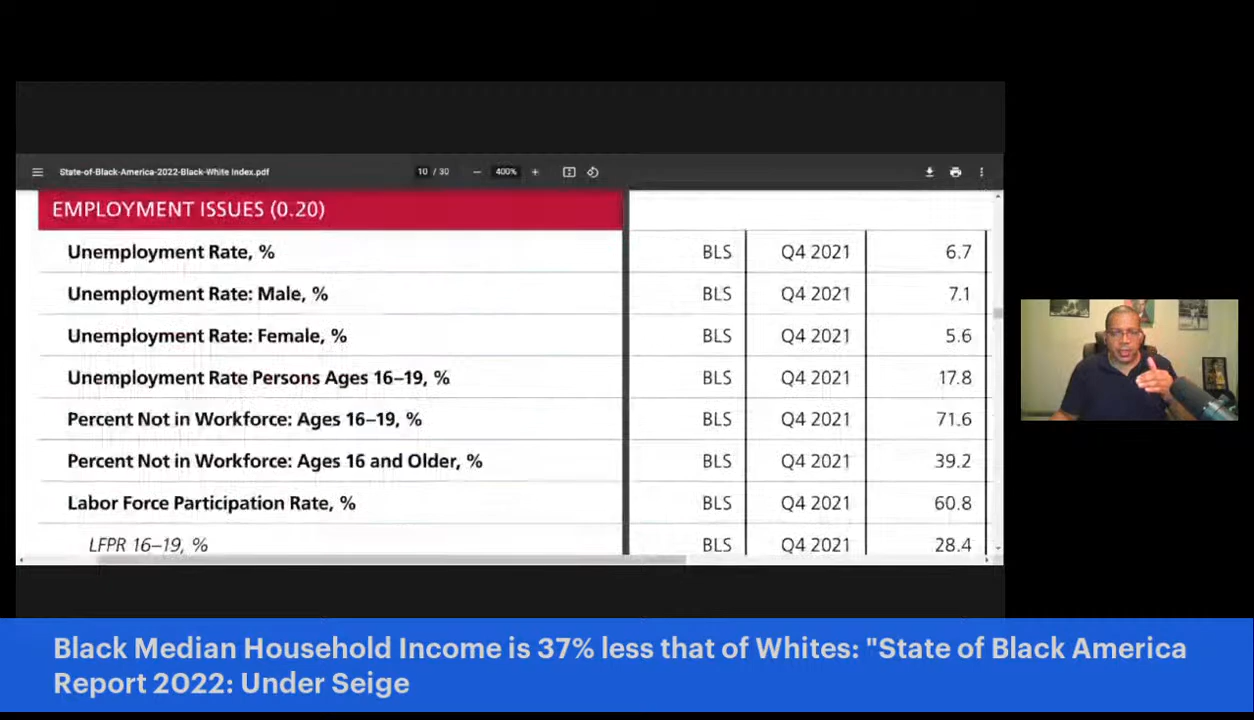 State-of-Black-America-2022-Black-White Index.pdf 10 / 30 − 400% +
EMPLOYMENT ISSUES (0.20)
Unemployment Rate, % BLS Q4 2021 6.7
Unemployment Rate: Male, % BLS Q4 2021 7.1
Unemployment Rate: Female, % BLS Q4 2021 5.6
Unemployment Rate Persons Ages 16–19, % BLS Q4 2021 17.8
Percent Not in Workforce: Ages 16–19, % BLS Q4 2021 71.6
Percent Not in Workforce: Ages 16 and Older, % BLS Q4 2021 39.2
Labor Force Participation Rate, % BLS Q4 2021 60.8
LFPR 16–19, % BLS Q4 2021 28.4
Black Median Household Income is 37% less that of Whites: "State of Black America
Report 2022: Under Seige